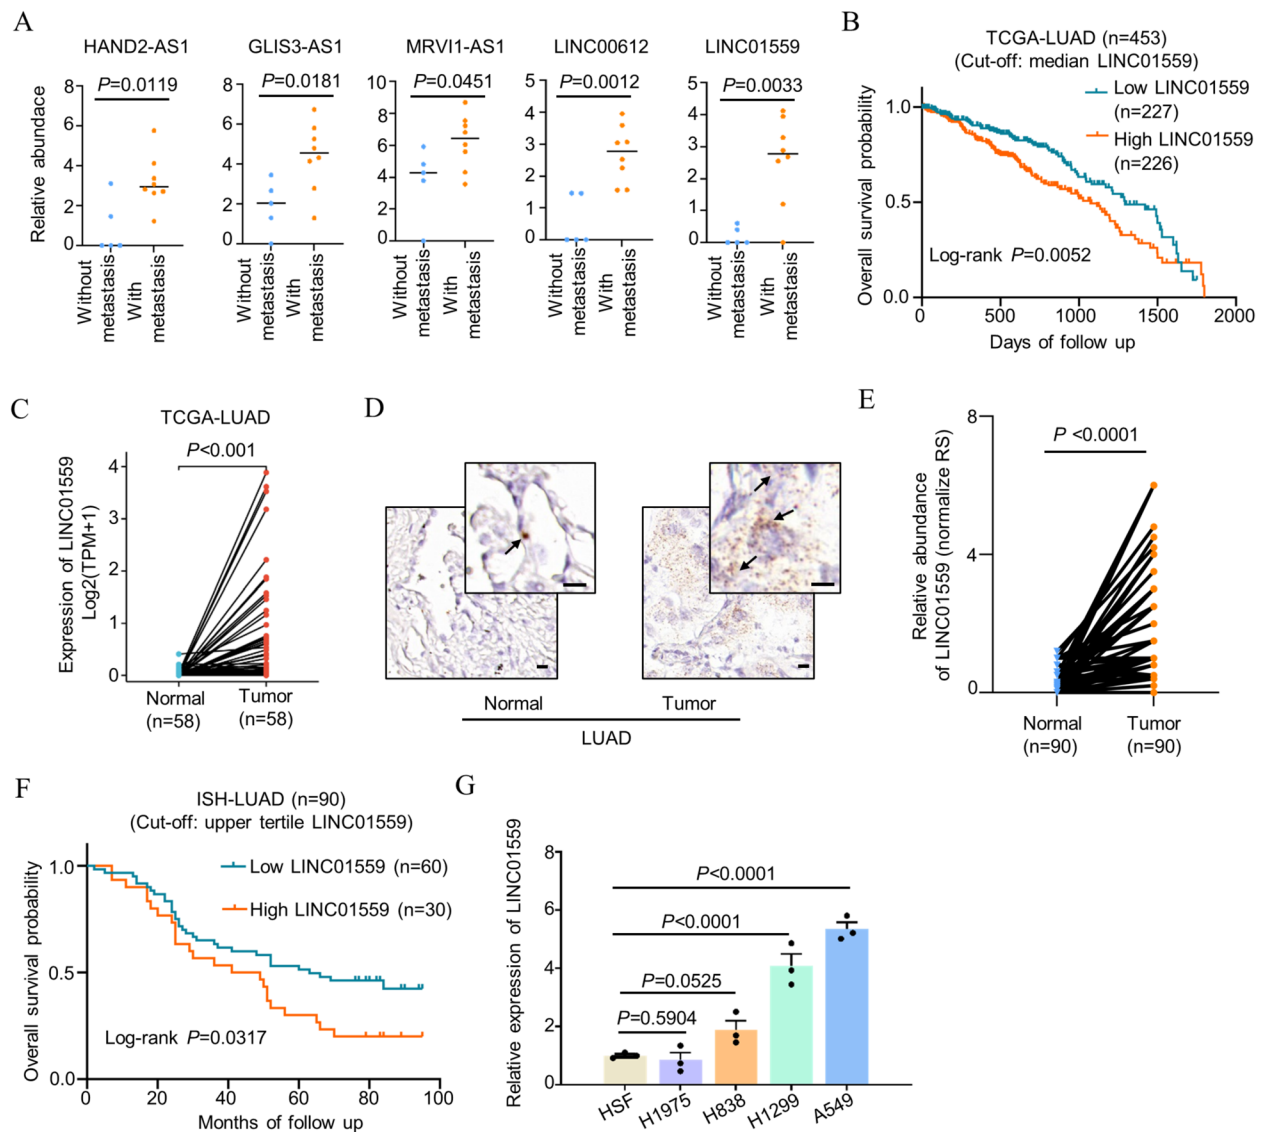 A
HAND2-AS1
GLIS3-AS1
MRVI1-AS1
LINC00612
LINC01559
Relative abundace
P=0.0119
P=0.0181
P=0.0451
P=0.0012
P=0.0033
8
6
4
2
0
8
6
4
2
0
10
8
6
4
2
0
5
4
3
2
1
0
5
4
3
2
1
0
Without
metastasis
With
metastasis
Without
metastasis
With
metastasis
Without
metastasis
With
metastasis
Without
metastasis
With
metastasis
Without
metastasis
With
metastasis
B
TCGA-LUAD (n=453)
(Cut-off: median LINC01559)
Low LINC01559
(n=227)
High LINC01559
(n=226)
Overall survival probability
1.0
0.5
0.0
Log-rank P=0.0052
0
500
1000
1500
2000
Days of follow up
C
TCGA-LUAD
P<0.001
Expression of LINC01559
Log2(TPM+1)
4
3
2
1
0
Normal
(n=58)
Tumor
(n=58)
D
Normal
Tumor
LUAD
E
P <0.0001
Relative abundance
of LINC01559 (normalize RS)
8
4
0
Normal
(n=90)
Tumor
(n=90)
F
ISH-LUAD (n=90)
(Cut-off: upper tertile LINC01559)
Low LINC01559 (n=60)
High LINC01559 (n=30)
Overall survival probability
1.0
0.5
0.0
Log-rank P=0.0317
0
20
40
60
80
100
Months of follow up
G
Relative expression of LINC01559
8
6
4
2
0
P<0.0001
P<0.0001
P=0.0525
P=0.5904
HSF
H1975
H838
H1299
A549